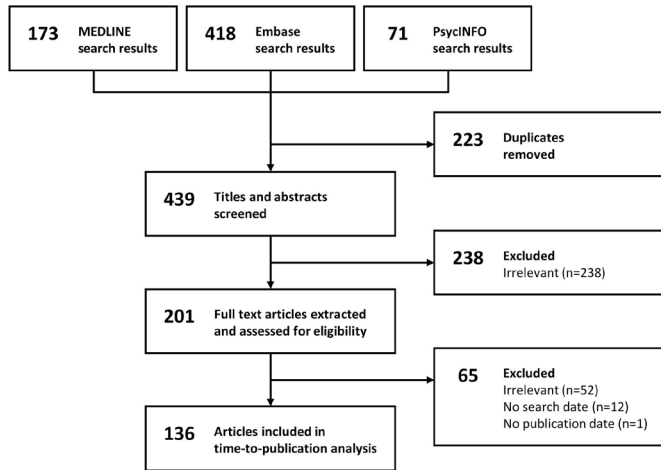 173 MEDLINE
search results
418 Embase
search results
71 PsycINFO
search results
223 Duplicates
removed
439 Titles and abstracts
screened
238 Excluded
Irrelevant (n=238)
201 Full text articles extracted
and assessed for eligibility
65 Excluded
Irrelevant (n=52)
No search date (n=12)
No publication date (n=1)
136 Articles included in
time-to-publication analysis